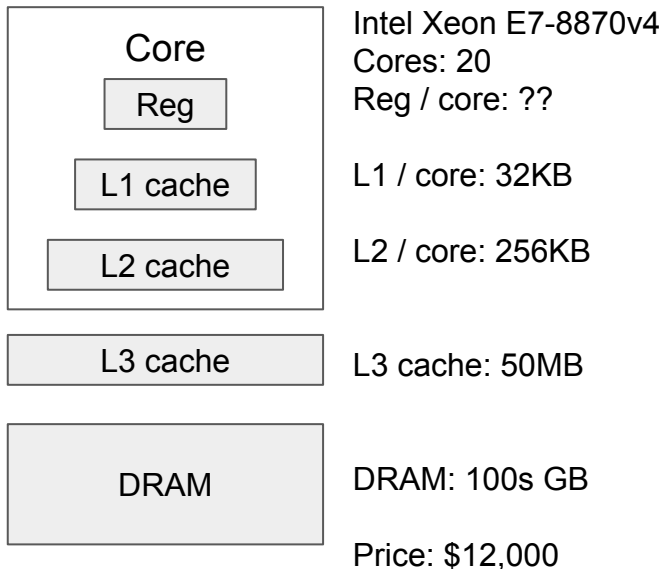 Core
Reg
L1 cache
L2 cache
L3 cache
DRAM
Intel Xeon E7-8870v4
Cores: 20
Reg / core: ??
L1 / core: 32KB
L2 / core: 256KB
L3 cache: 50MB
DRAM: 100s GB
Price: $12,000